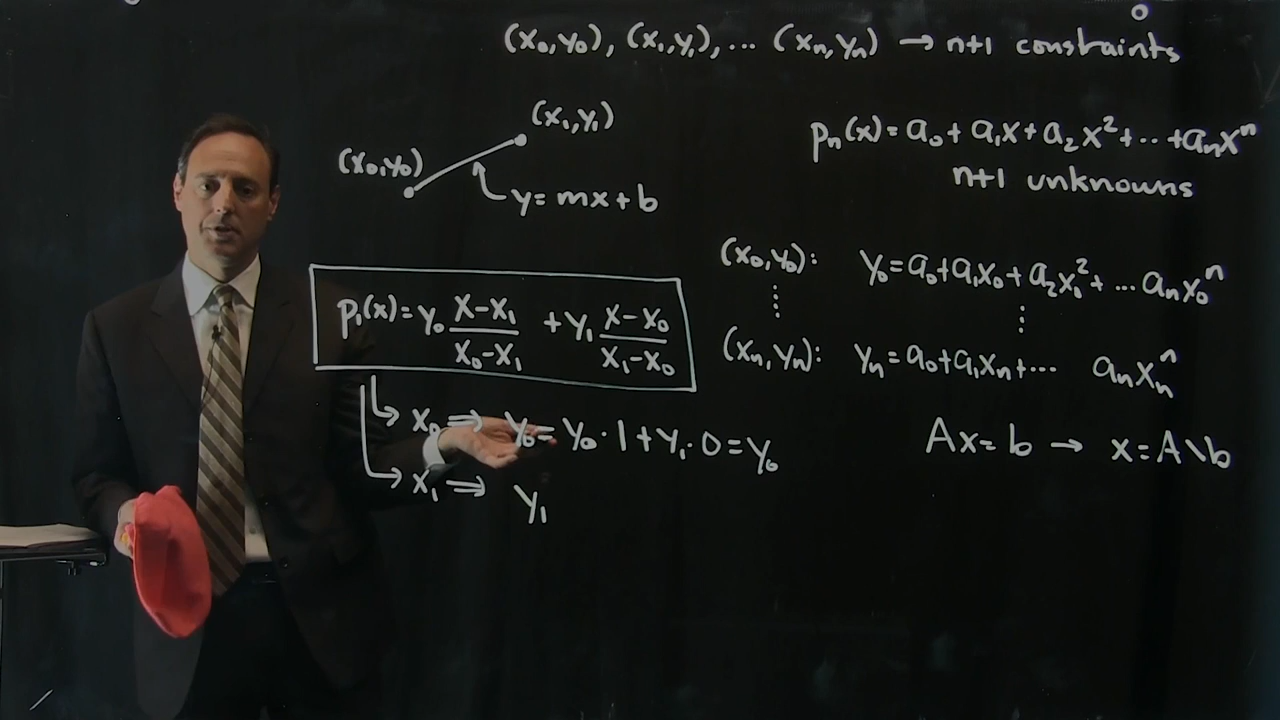 (x₀,y₀), (x₁,y₁), ... (xₙ,yₙ) → n+1 constraints
(x₁,y₁)
(x₀,y₀)
y=mx+b
pₙ(x)=a₀+a₁x+a₂x²+...+aₙxⁿ
n+1 unknowns
p₁(x)=y₀ (x-x₁)/(x₀-x₁) +y₁ (x-x₀)/(x₁-x₀)
x₀ ⇒ y₀=y₀·1+y₁·0=y₀
x₁ ⇒ y₁
(x₀,y₀): y₀=a₀+a₁x₀+a₂x₁²+...aₙx₀ⁿ
⋮ ⋮
(xₙ,yₙ): yₙ=a₀+a₁xₙ+... aₙxₙⁿ
Ax=b → x=A\b